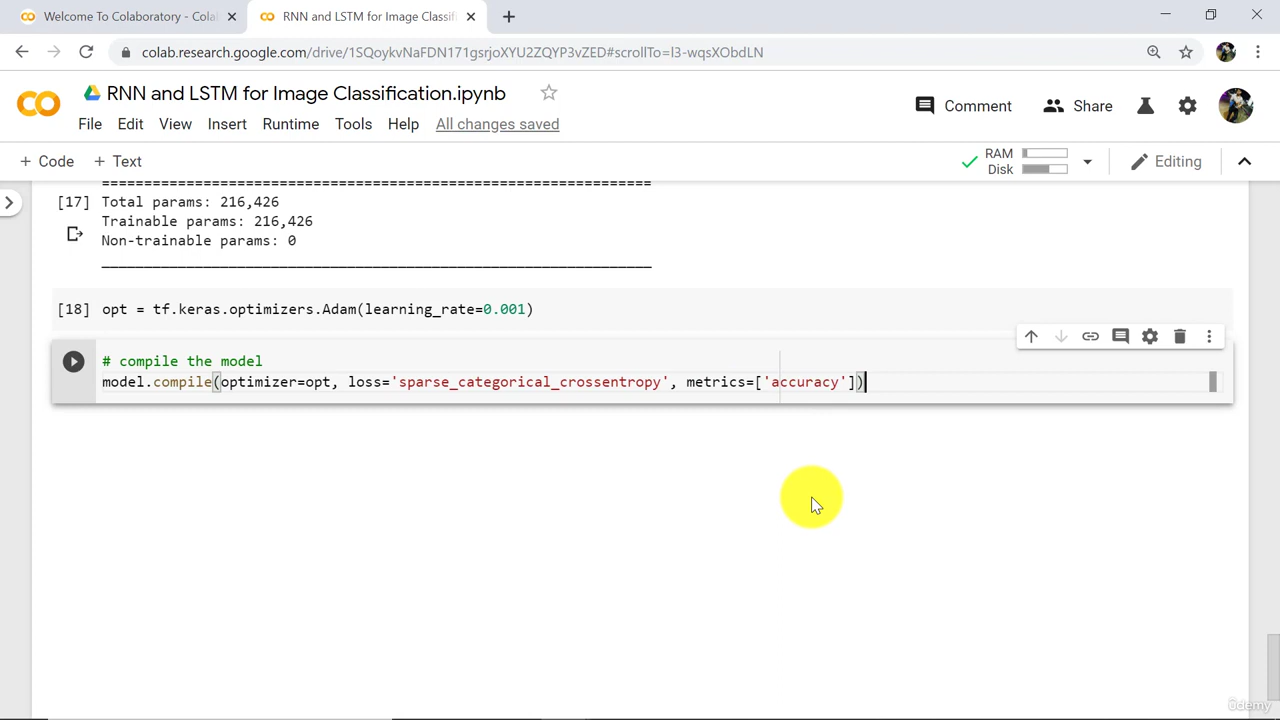 Welcome To Colaboratory - Cola
RNN and LSTM for Image Classifi
colab.research.google.com/drive/1SQoykvNaFDN171gsrjoXYU2ZQYP3vZED#scrollTo=l3-wqsXObdLN
RNN and LSTM for Image Classification.ipynb
Comment
Share
File Edit View Insert Runtime Tools Help All changes saved
+ Code + Text
RAM
Disk
Editing
=================================================================
[17] Total params: 216,426
Trainable params: 216,426
Non-trainable params: 0
_________________________________________________________________
[18] opt = tf.keras.optimizers.Adam(learning_rate=0.001)
# compile the model
model.compile(optimizer=opt, loss='sparse_categorical_crossentropy', metrics=['accuracy'])
ûdemy